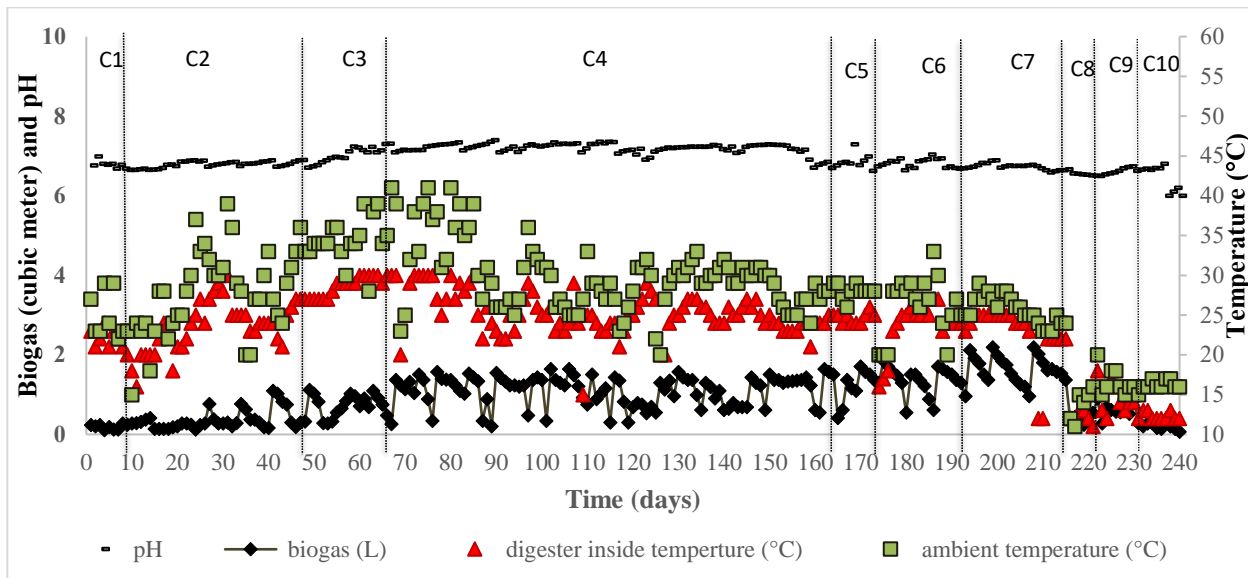 Biogas (cubic meter) and pH
10
8
6
4
2
0
C1
C2
C3
C4
C5
C6
C7
C8
C9
C10
60
55
50
45
40
35
30
25
20
15
10
Temperature (°C)
0 10 20 30 40 50 60 70 80 90 100 110 120 130 140 150 160 170 180 190 200 210 220 230 240
Time (days)
pH biogas (L) digester inside temperture (°C) ambient temperature (°C)